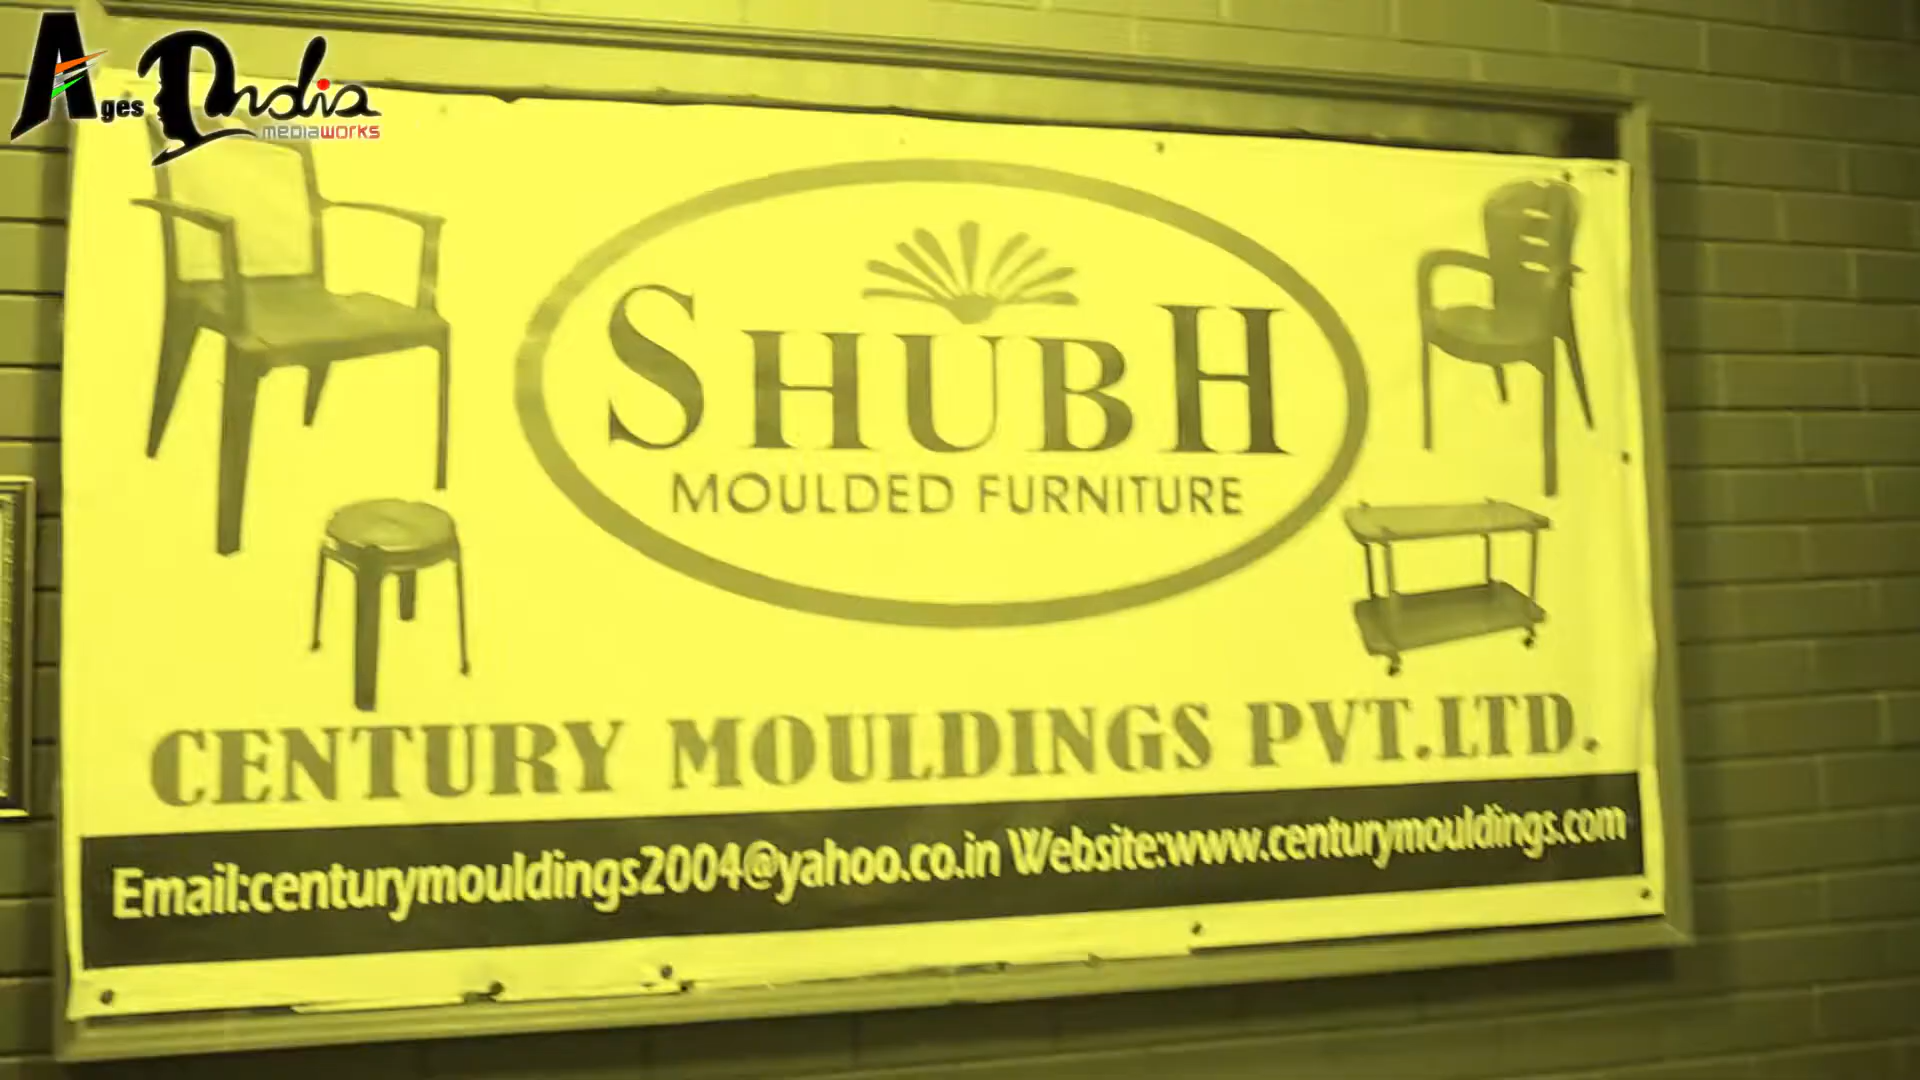 Ages India
mediaworks
SHUBH
MOULDED FURNITURE
CENTURY MOULDINGS PVT.LTD.
Email:centurymouldings2004@yahoo.co.in Website:www.centurymouldings.com